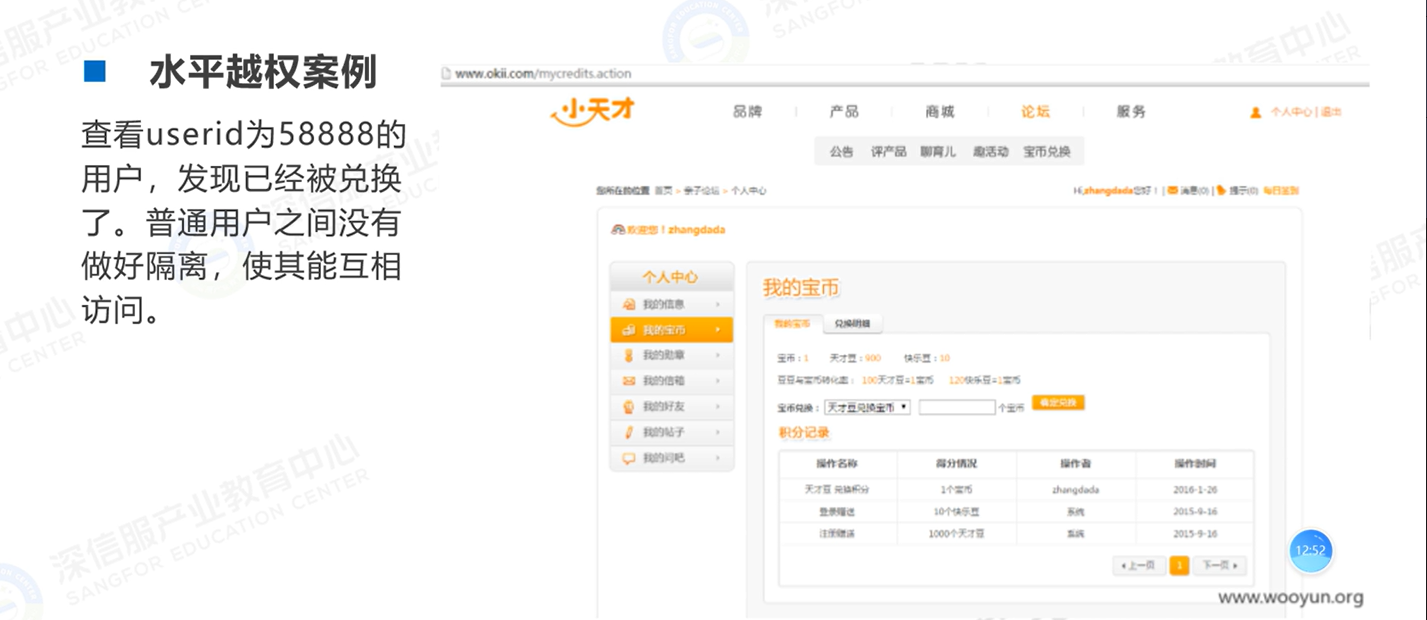 水平越权案例
查看userid为58888的
用户，发现已经被兑换
了。普通用户之间没有
做好隔离，使其能互相
访问。
www.okii.com/mycredits.action
小天才
品牌 | 产品 | 商城 | 论坛 | 服务
个人中心 | 退出
公告 评产品 聊育儿 趣活动 宝币兑换
您所在的位置 首页 > 亲子论坛 > 个人中心
Hi,zhangdada您好！ | 消息(0) | 提示(0) 每日签到
欢迎您！zhangdada
个人中心
我的信息
我的宝币
我的勋章
我的信箱
我的好友
我的帖子
我的问吧
我的宝币
我的宝币 兑换明细
宝币：1 天才豆：900 快乐豆：10
豆豆与宝币转化率： 100天才豆=1宝币 120快乐豆=1宝币
宝币兑换： 天才豆兑换宝币 个宝币 确定兑换
积分记录
操作名称 得分情况 操作者 操作时间
天才豆 兑换积分 1个宝币 zhangdada 2016-1-26
登录赠送 10个快乐豆 系统 2015-9-16
注册赠送 1000个天才豆 系统 2015-9-16
上一页 1 下一页
12:52
www.wooyun.org
深信服产业教育中心
SANGFOR EDUCATION CENTER